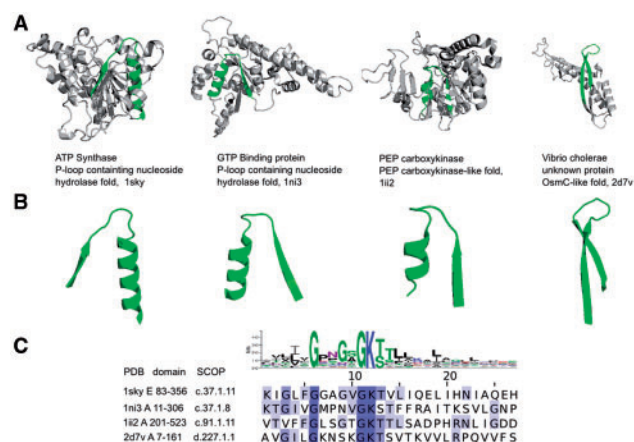 A
ATP Synthase
P-loop containting nucleoside
hydrolase fold, 1sky
GTP Binding protein
P-loop containing nucleoside
hydrolase fold, 1ni3
PEP carboxykinase
PEP carboxykinase-like fold,
1ii2
Vibrio cholerae
unknown protein
OsmC-like fold, 2d7v
B
C
10 20
PDB domain SCOP
1sky E 83-356 c.37.1.11 KIGLFGGAGVGKTVLIQELIHNIAQEH
1ni3 A 11-306 c.37.1.8 KTGIVGMPNVGKSTFFRAITKSVLGNP
1ii2 A 201-523 c.91.1.11 VTVFFGLSGTGKTTLSADPHRNLIGDD
2d7v A 7-161 d.227.1.1 AVGILGKNSKGKTSVTKVVLRPQVVFS